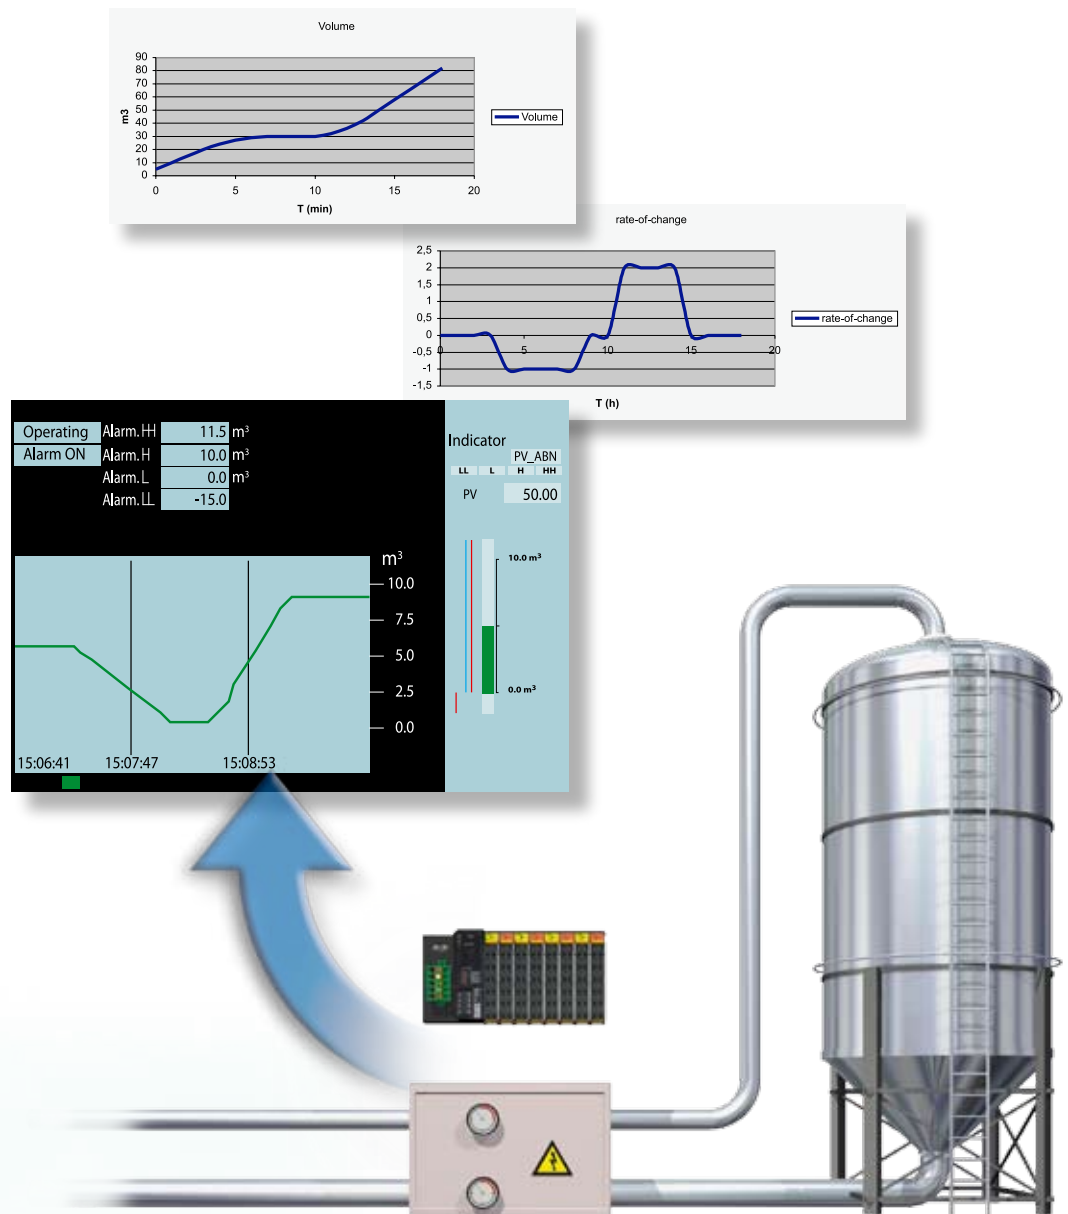 Volume
90
80
70
60
50
40
30
20
10
0
m3
0 5 10 15 20
T (min)
Volume
rate-of-change
2,5
2
1,5
1
0,5
0
-0,5
-1
-1,5
0 5 10 15 20
T (h)
rate-of-change
Operating Alarm.HH 11.5 m³
Alarm ON Alarm.H 10.0 m³
Alarm.L 0.0 m³
Alarm.LL -15.0
m³
10.0
7.5
5.0
2.5
0.0
15:06:41 15:07:47 15:08:53
Indicator
PV_ABN
LL L H HH
PV 50.00
10.0 m³
0.0 m³